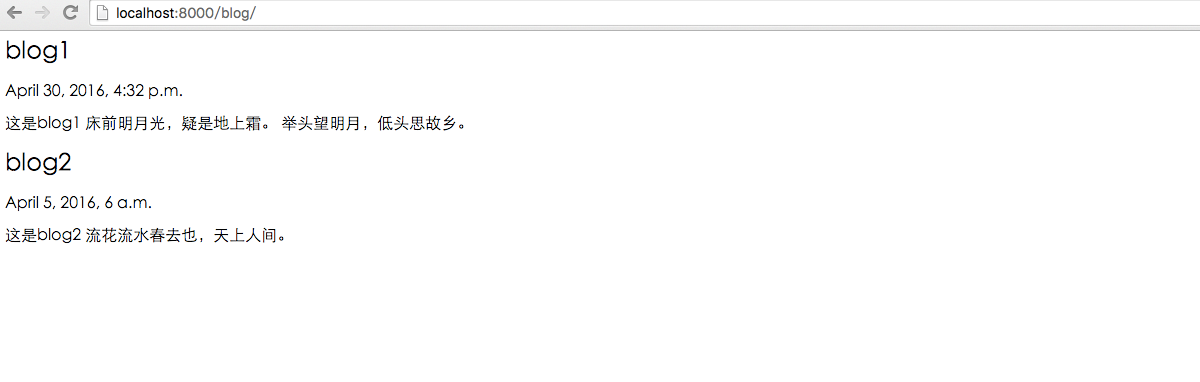 localhost:8000/blog/
blog1
April 30, 2016, 4:32 p.m.
这是blog1 床前明月光，疑是地上霜。 举头望明月，低头思故乡。
blog2
April 5, 2016, 6 a.m.
这是blog2 流花流水春去也，天上人间。